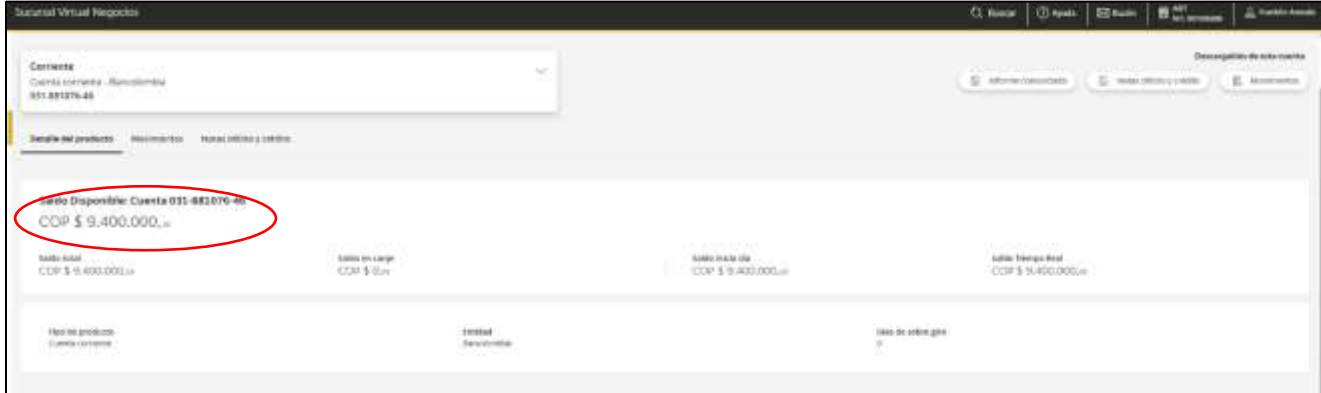 Sucursal Virtual Negocios
Buscar
Ayuda
Buzón
Descargables de esta cuenta
Corriente
Cuenta corriente - Bancolombia
031-881076-46
Informe consolidado
Notas débito y crédito
Movimientos
Detalle del producto
Movimientos
Notas débito y crédito
Saldo Disponible: Cuenta 031-881076-46
COP $ 9.400.000,00
Saldo total
COP $ 9.400.000,00
Saldo en canje
COP $ 0,00
Saldo inicio día
COP $ 9.400.000,00
Saldo Tiempo Real
COP $ 9.400.000,00
Tipo de producto
Cuenta corriente
Entidad
Bancolombia
Días de sobregiro
0